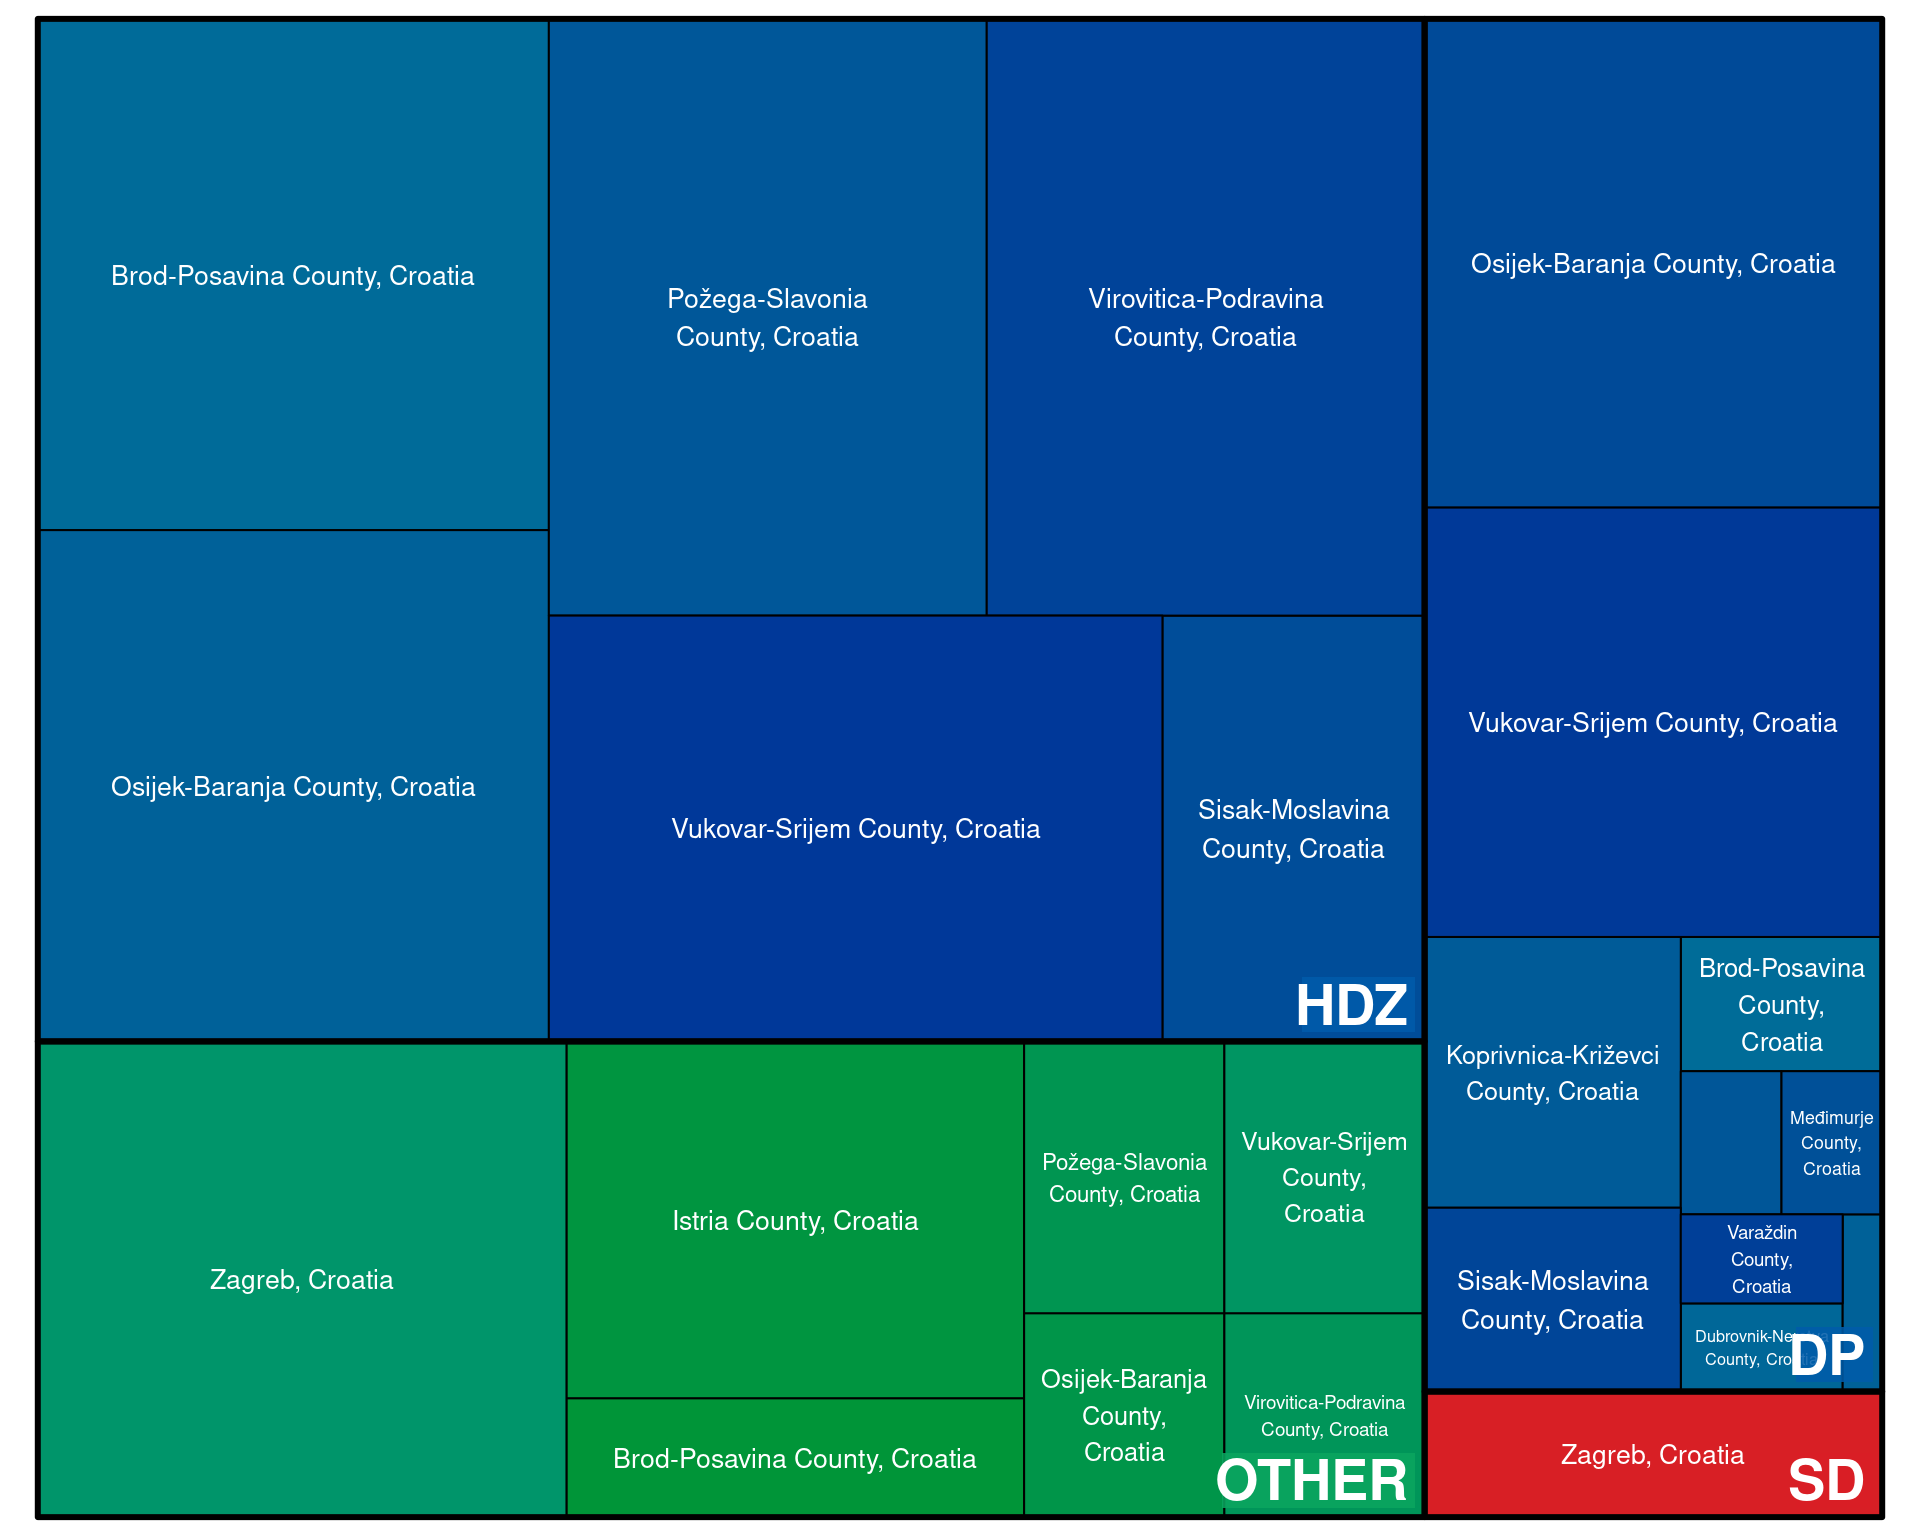 Brod-Posavina County, Croatia
Požega-Slavonia
County, Croatia
Virovitica-Podravina
County, Croatia
Osijek-Baranja County, Croatia
Vukovar-Srijem County, Croatia
Sisak-Moslavina
County, Croatia
HDZ
Osijek-Baranja County, Croatia
Vukovar-Srijem County, Croatia
Koprivnica-Križevci
County, Croatia
Brod-Posavina
County,
Croatia
Međimurje
County,
Croatia
Sisak-Moslavina
County, Croatia
Varaždin
County,
Croatia
County,
DP
Zagreb, Croatia
Istria County, Croatia
Brod-Posavina County, Croatia
Požega-Slavonia
County, Croatia
Vukovar-Srijem
County,
Croatia
Osijek-Baranja
County,
Croatia
Virovitica-Podravina
County, Croatia
OTHER
Zagreb, Croatia
SD